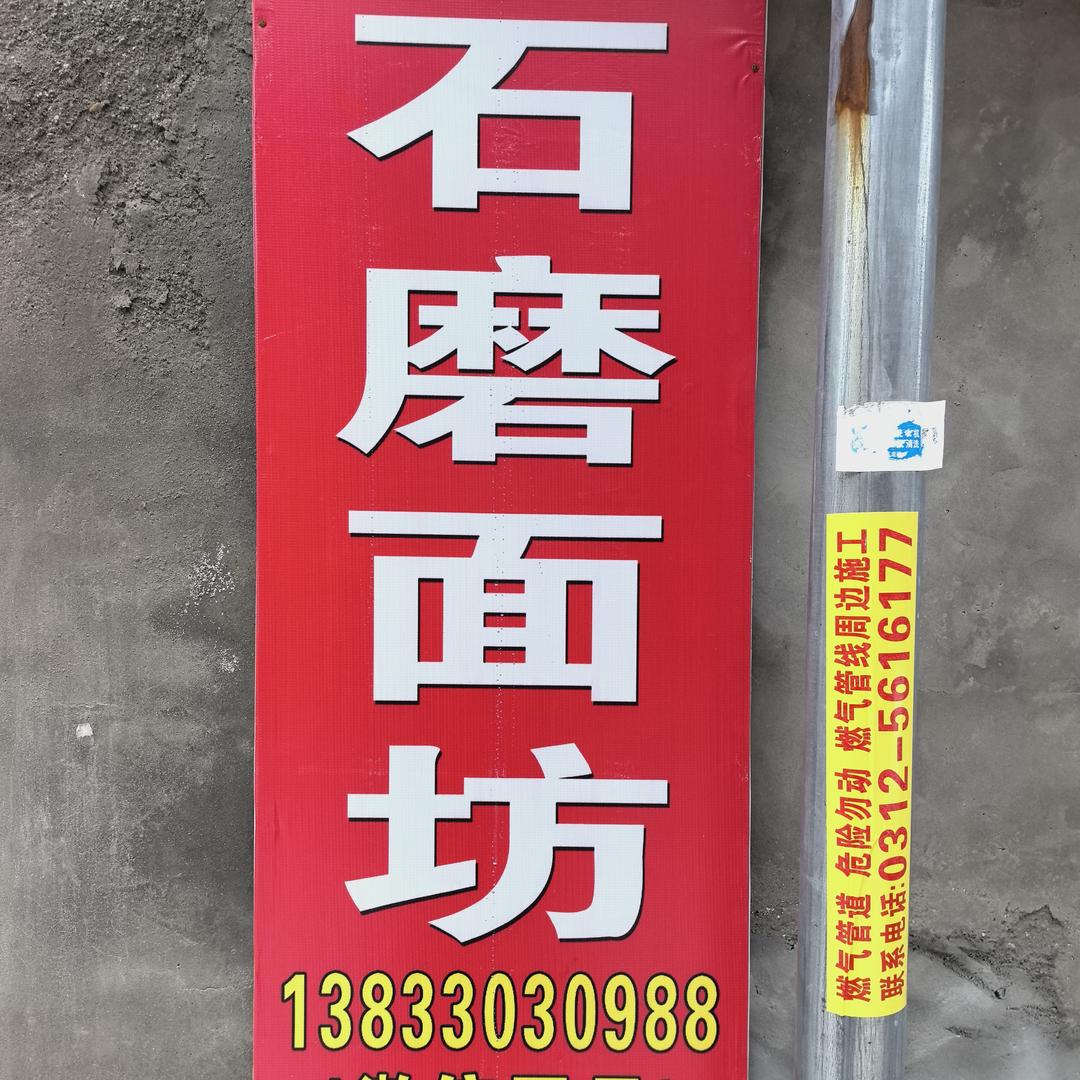 石磨面坊
13833030988
燃气管道 危险勿动 燃气管线周边施工
联系电话:0312-5616177